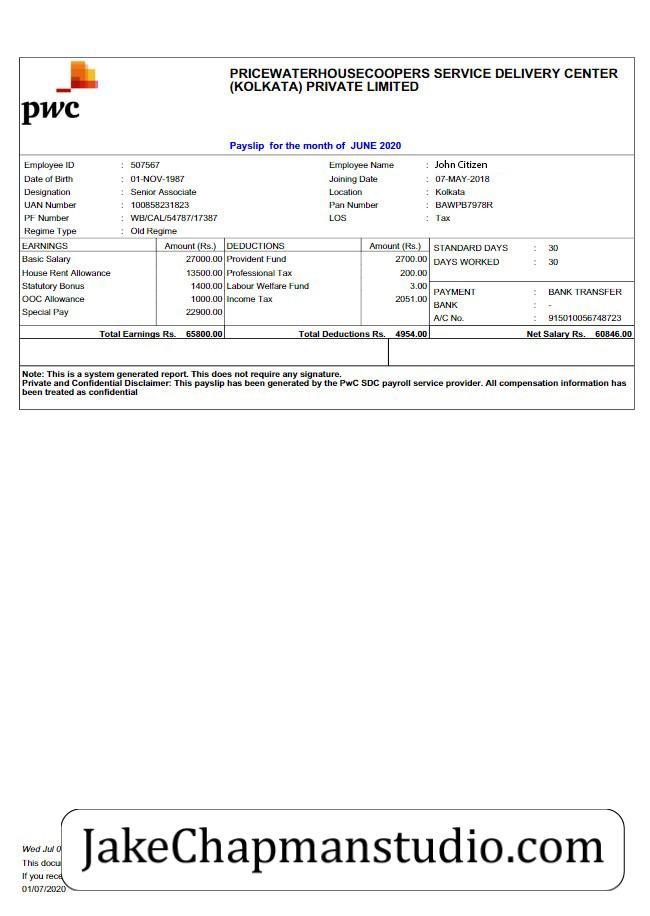 pwc
PRICEWATERHOUSECOOPERS SERVICE DELIVERY CENTER
(KOLKATA) PRIVATE LIMITED
Payslip for the month of JUNE 2020
Employee ID : 507567 Employee Name : John Citizen
Date of Birth : 01-NOV-1987 Joining Date : 07-MAY-2018
Designation : Senior Associate Location : Kolkata
UAN Number : 100858231823 Pan Number : BAWPB7978R
PF Number : WB/CAL/54787/17387 LOS : Tax
Regime Type : Old Regime
EARNINGS Amount (Rs.) DEDUCTIONS Amount (Rs.) STANDARD DAYS : 30
Basic Salary 27000.00 Provident Fund 2700.00 DAYS WORKED : 30
House Rent Allowance 13500.00 Professional Tax 200.00
Statutory Bonus 1400.00 Labour Welfare Fund 3.00 PAYMENT : BANK TRANSFER
OOC Allowance 1000.00 Income Tax 2051.00 BANK : -
Special Pay 22900.00 A/C No. : 915010056748723
Total Earnings Rs. 65800.00 Total Deductions Rs. 4954.00 Net Salary Rs. 60846.00
Note: This is a system generated report. This does not require any signature.
Private and Confidential Disclaimer: This payslip has been generated by the PwC SDC payroll service provider. All compensation information has
been treated as confidential
JakeChapmanstudio.com
Wed Jul
This
If you
01/07/2020